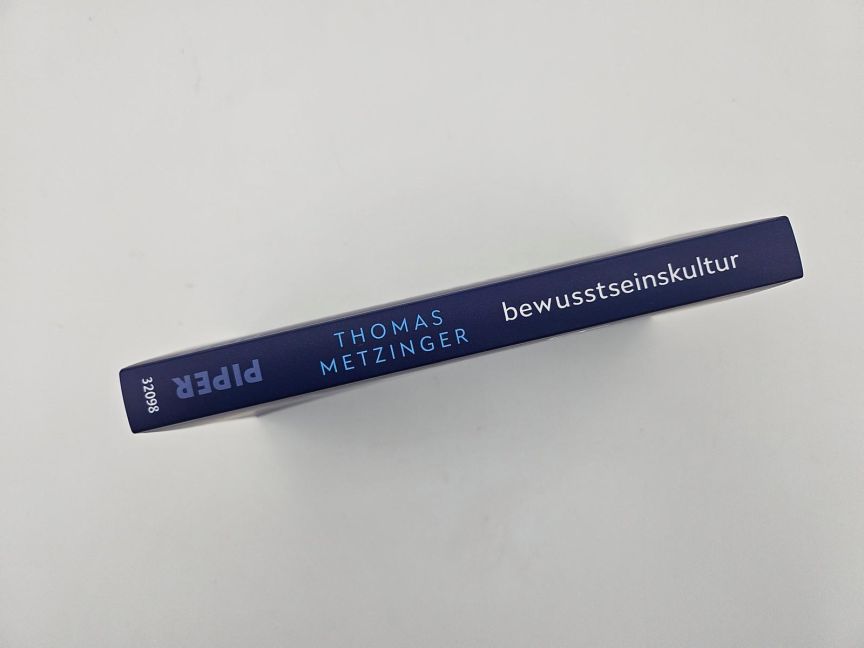 bewusstseinskultur
THOMAS
METZINGER
PIPER
32098